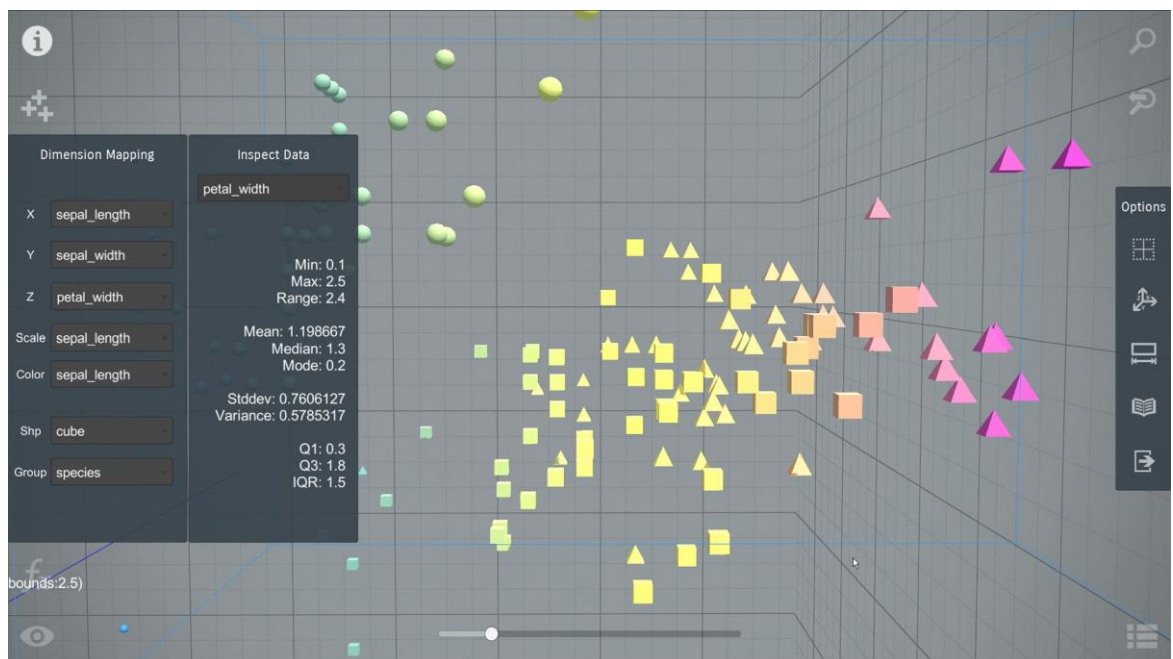 Dimension Mapping
X sepal_length
Y sepal_width
Z petal_width
Scale sepal_length
Color sepal_length
Shp cube
Group species
Inspect Data
petal_width
Min: 0.1
Max: 2.5
Range: 2.4
Mean: 1.198667
Median: 1.3
Mode: 0.2
Stddev: 0.7606127
Variance: 0.5785317
Q1: 0.3
Q3: 1.8
IQR: 1.5
Options
bounds:2.5)